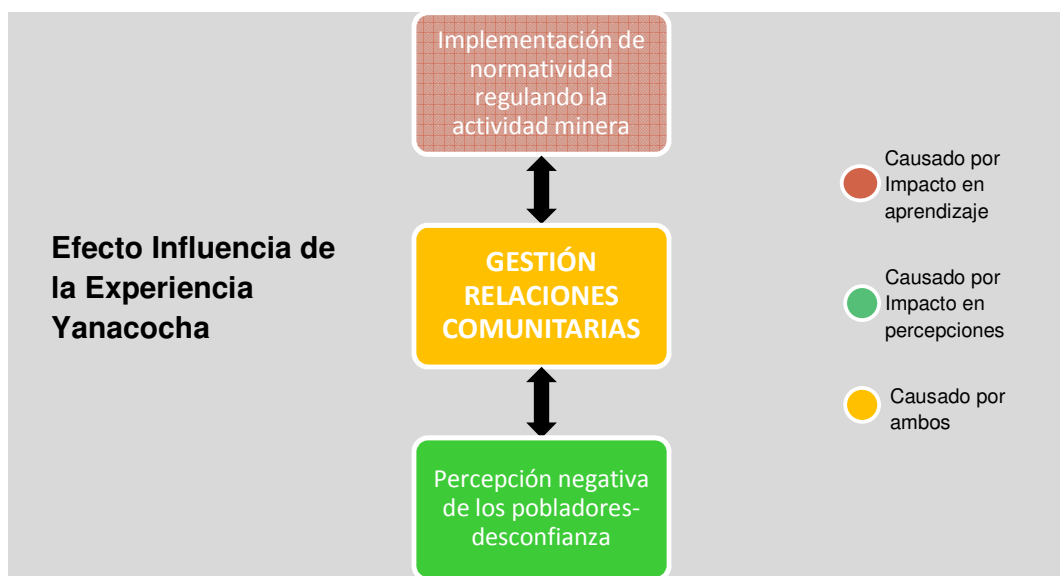 Implementación de
normatividad
regulando la
actividad minera
Efecto Influencia de
la Experiencia
Yanacocha
GESTIÓN
RELACIONES
COMUNITARIAS
Percepción negativa
de los pobladores-
desconfianza
Causado por
Impacto en
aprendizaje
Causado por
Impacto en
percepciones
Causado por
ambos